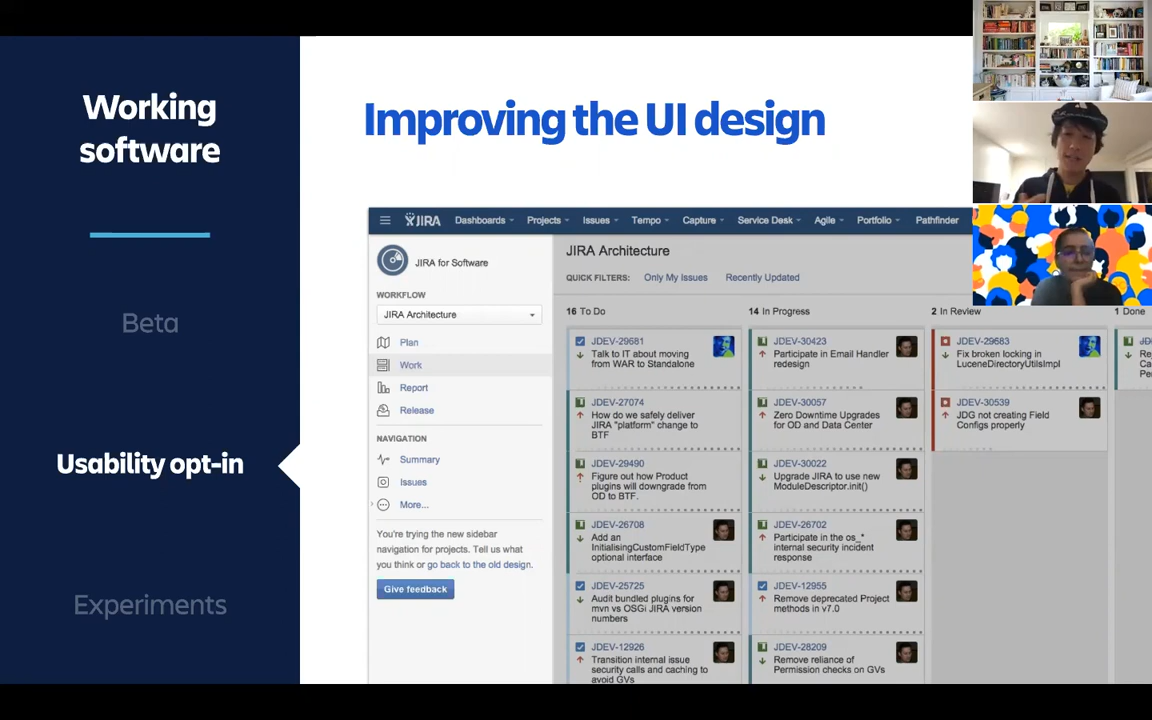 Working
software
Beta
Usability opt-in
Experiments
Improving the UI design
JIRA
Dashboards
Projects
Issues
Tempo
Capture
Service Desk
Agile
Portfolio
Pathfinder
JIRA for Software
WORKFLOW
JIRA Architecture
Plan
Work
Report
Release
NAVIGATION
Summary
Issues
More...
You're trying the new sidebar
navigation for projects. Tell us what
you think or go back to the old design.
Give feedback
JIRA Architecture
QUICK FILTERS: Only My Issues Recently Updated
16 To Do
JDEV-29681
Talk to IT about moving
from WAR to Standalone
JDEV-27074
How do we safely deliver
JIRA "platform" change to
BTF
JDEV-29490
Figure out how Product
plugins will downgrade from
OD to BTF.
JDEV-26708
Add an
InitialisingCustomFieldType
optional interface
JDEV-25725
Audit bundled plugins for
mvn vs OSGi JIRA version
numbers
JDEV-12926
Transition internal issue
security calls and caching to
avoid GVs
14 In Progress
JDEV-30423
Participate in Email Handler
redesign
JDEV-30057
Zero Downtime Upgrades
for OD and Data Center
JDEV-30022
Upgrade JIRA to use new
ModuleDescriptor.init()
JDEV-26702
Participate in the os_*
internal security incident
response
JDEV-12955
Remove deprecated Project
methods in v7.0
JDEV-28209
Remove reliance of
Permission checks on GVs
2 In Review
JDEV-29683
Fix broken locking in
LuceneDirectoryUtilsImpl
JDEV-30539
JDG not creating Field
Configs properly
1 Done